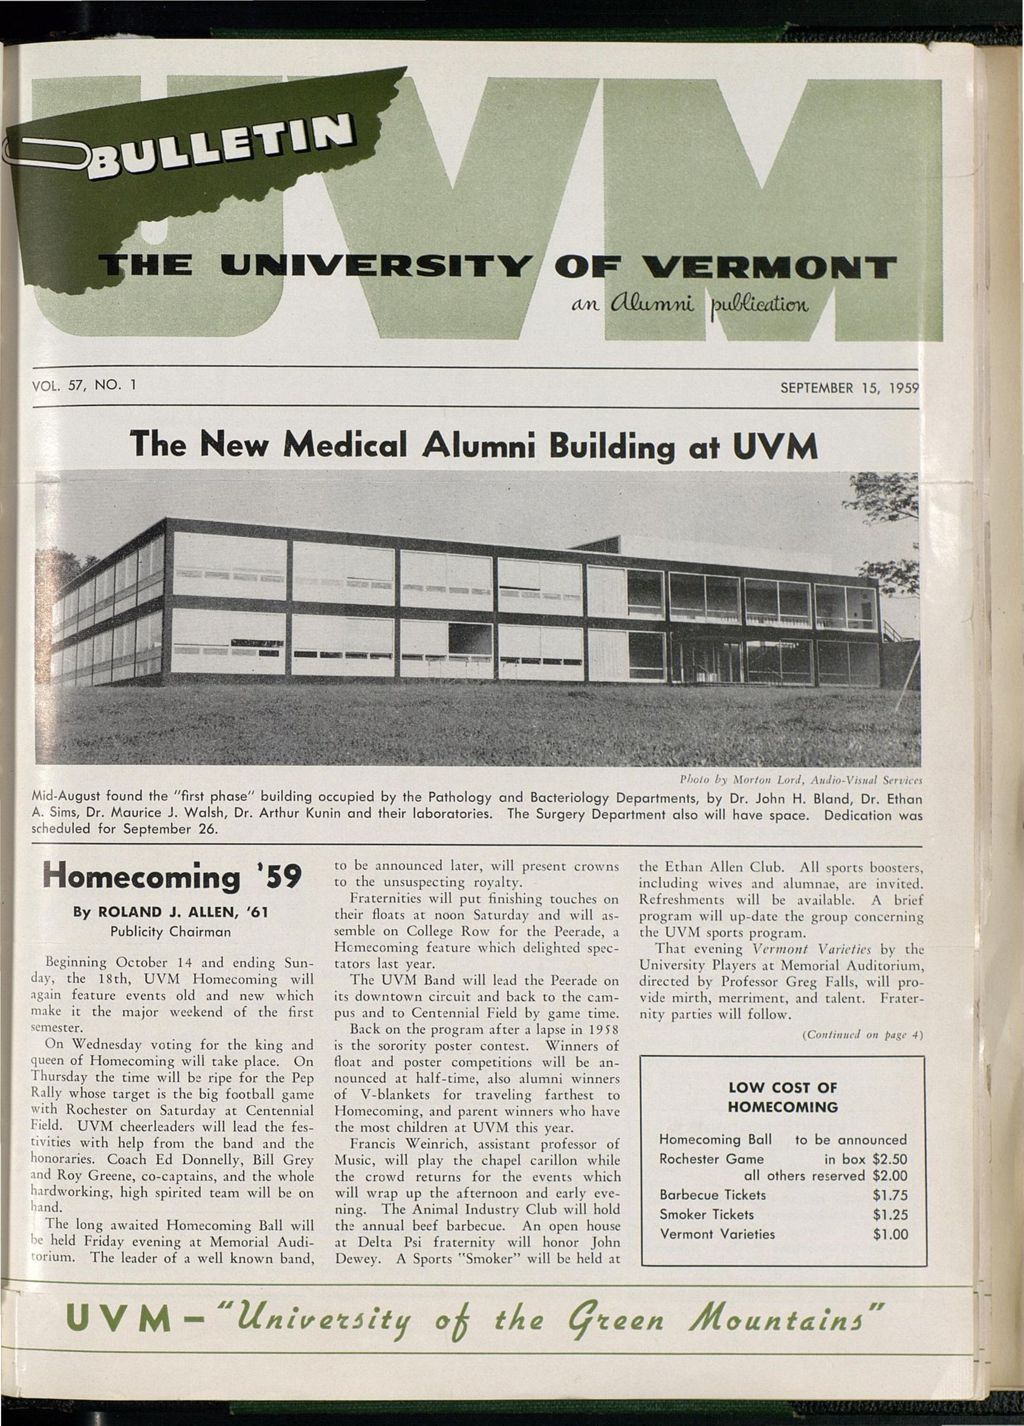 BULLETIN
UVM
THE UNIVERSITY OF VERMONT
an Alumni publication
VOL. 57, NO. 1
SEPTEMBER 15, 1959
The New Medical Alumni Building at UVM
Photo by Morton Lord, Audio-Visual Services
Mid-August found the "first phase" building occupied by the Pathology and Bacteriology Departments, by Dr. John H. Bland, Dr. Ethan
A. Sims, Dr. Maurice J. Walsh, Dr. Arthur Kunin and their laboratories. The Surgery Department also will have space. Dedication was
scheduled for September 26.
Homecoming '59
By ROLAND J. ALLEN, '61
Publicity Chairman
Beginning October 14 and ending Sun-
day, the 18th, UVM Homecoming will
again feature events old and new which
make it the major weekend of the first
semester.
On Wednesday voting for the king and
queen of Homecoming will take place. On
Thursday the time will be ripe for the Pep
Rally whose target is the big football game
with Rochester on Saturday at Centennial
Field. UVM cheerleaders will lead the fes-
tivities with help from the band and the
honoraries. Coach Ed Donnelly, Bill Grey
and Roy Greene, co-captains, and the whole
hardworking, high spirited team will be on
hand.
The long awaited Homecoming Ball will
be held Friday evening at Memorial Audi-
torium. The leader of a well known band,
to be announced later, will present crowns
to the unsuspecting royalty.
Fraternities will put finishing touches on
their floats at noon Saturday and will as-
semble on College Row for the Peerade, a
Homecoming feature which delighted spec-
tators last year.
The UVM Band will lead the Peerade on
its downtown circuit and back to the cam-
pus and to Centennial Field by game time.
Back on the program after a lapse in 1958
is the sorority poster contest. Winners of
float and poster competitions will be an-
nounced at half-time, also alumni winners
of V-blankets for traveling farthest to
Homecoming, and parent winners who have
the most children at UVM this year.
Francis Weinrich, assistant professor of
Music, will play the chapel carillon while
the crowd returns for the events which
will wrap up the afternoon and early eve-
ning. The Animal Industry Club will hold
the annual beef barbecue. An open house
at Delta Psi fraternity will honor John
Dewey. A Sports "Smoker" will be held at
the Ethan Allen Club. All sports boosters,
including wives and alumnae, are invited.
Refreshments will be available. A brief
program will up-date the group concerning
the UVM sports program.
That evening Vermont Varieties by the
University Players at Memorial Auditorium,
directed by Professor Greg Falls, will pro-
vide mirth, merriment, and talent. Frater-
nity parties will follow.
(Continued on page 4)
LOW COST OF
HOMECOMING
Homecoming Ball to be announced
Rochester Game in box $2.50
all others reserved $2.00
Barbecue Tickets $1.75
Smoker Tickets $1.25
Vermont Varieties $1.00
UVM – "University of the Green Mountains"